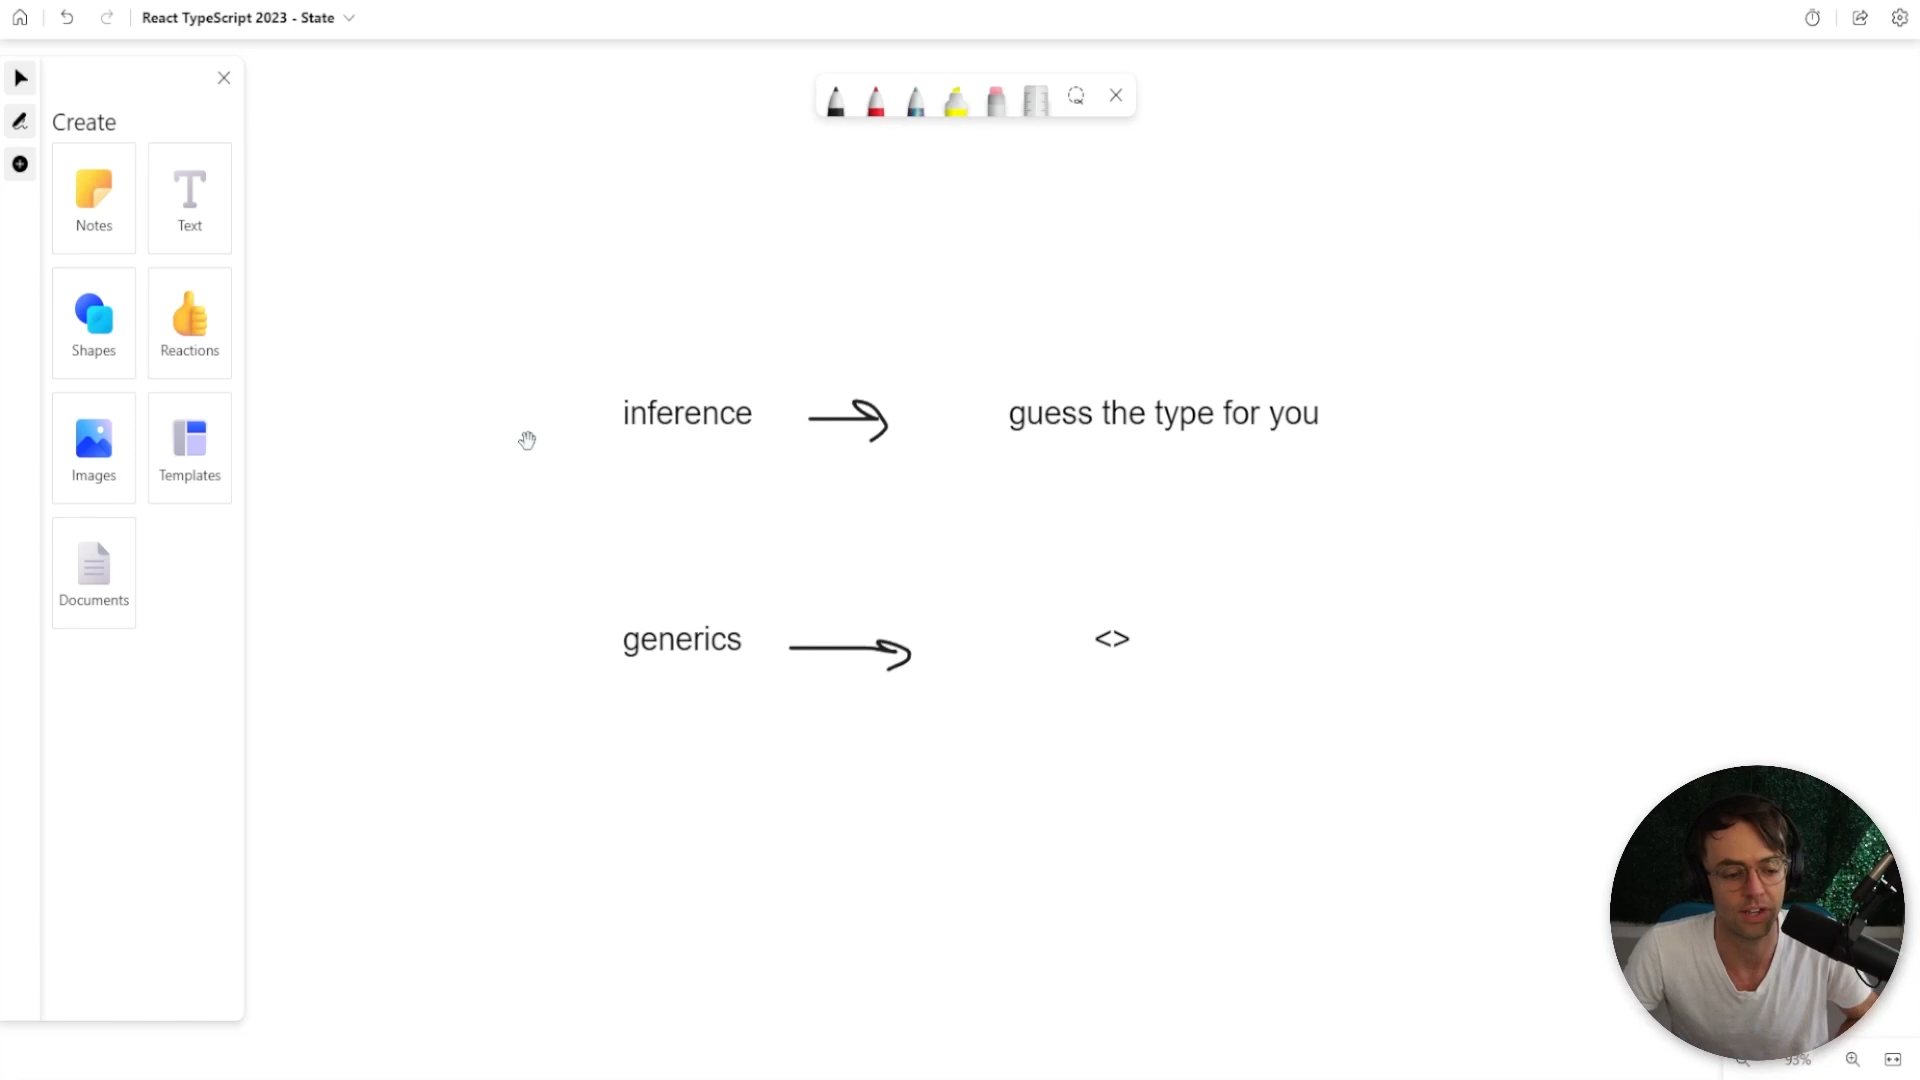 React TypeScript 2023 - State
Create
Notes
Text
Shapes
Reactions
Images
Templates
Documents
inference
guess the type for you
generics
<>
93%